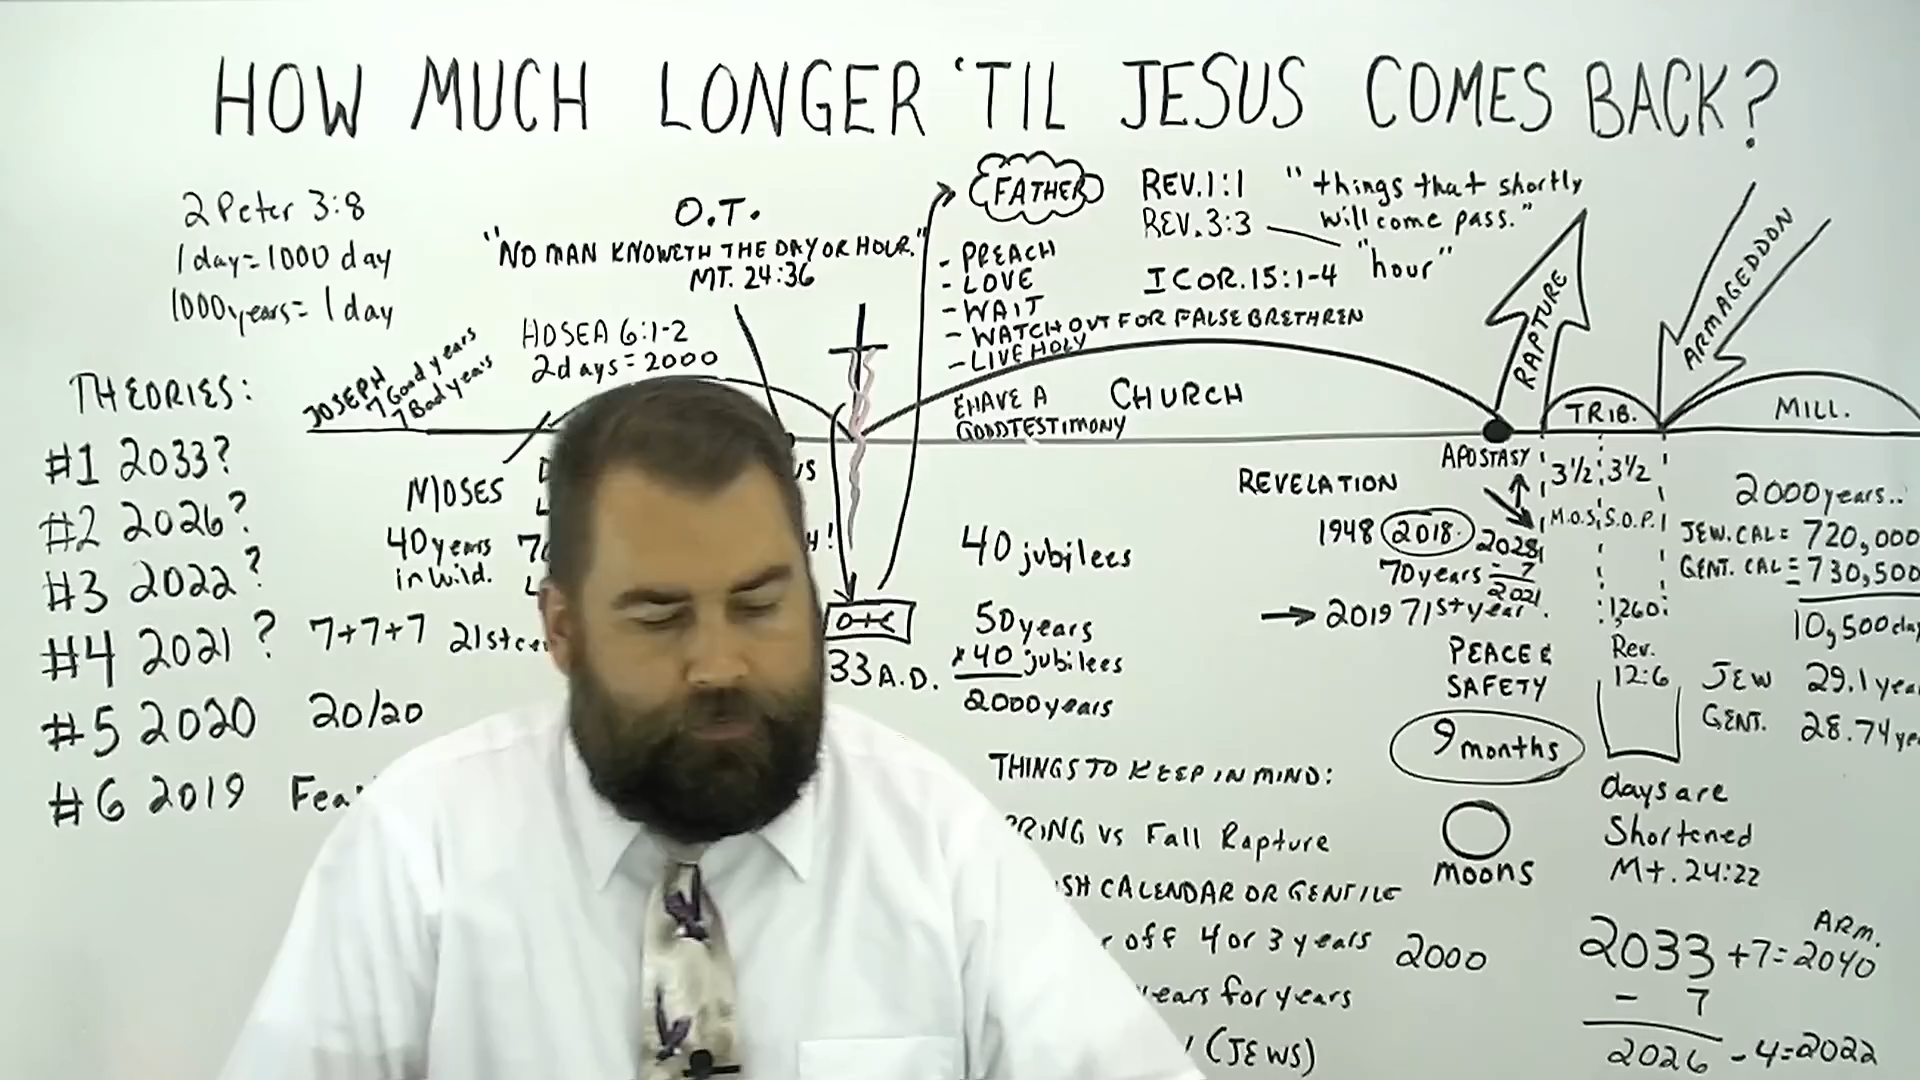 HOW MUCH LONGER 'TIL JESUS COMES BACK?
2 Peter 3:8
1 day = 1000 day
1000 years = 1 day
O.T.
"NO MAN KNOWETH THE DAY OR HOUR."
MT. 24:36
HOSEA 6:1-2
2 days = 2000
JOSEPH
7 Good years
7 Bad years
FATHER
- PREACH
- LOVE
- WAIT
- WATCH OUT FOR FALSE BRETHREN
- LIVE HOLY
& HAVE A
GOOD TESTIMONY
CHURCH
REV. 1:1 "things that shortly
will come pass."
REV. 3:3 "hour"
I COR. 15:1-4
RAPTURE
ARMAGEDDON
TRIB.
MILL.
THEORIES:
#1 2033?
#2 2026?
#3 2022?
#4 2021? 7+7+7 21st
#5 2020 20/20
#6 2019
MOSES
40 years
in wild.
33 A.D.
40 jubilees
50 years
x 40 jubilees
2000 years
REVELATION
APOSTASY
1948 2018 2028
70 years - 7
2021
→ 2019 71st year.
PEACE &
SAFETY
9 months
moons
3½ 3½
M.O.S. S.O.P.
1260
Rev.
12:6
days are
Shortened
Mt. 24:22
2000 years..
JEW. CAL = 720,000
GENT. CAL = 730,500
10,500
JEW 29.1
GENT. 28.74
THINGS TO KEEP IN MIND:
VS Fall Rapture
CALENDAR OR GENTILE
off 4 or 3 years 2000
for years
(JEWS)
ARM.
2033 + 7 = 2040
- 7
2026 - 4 = 2022